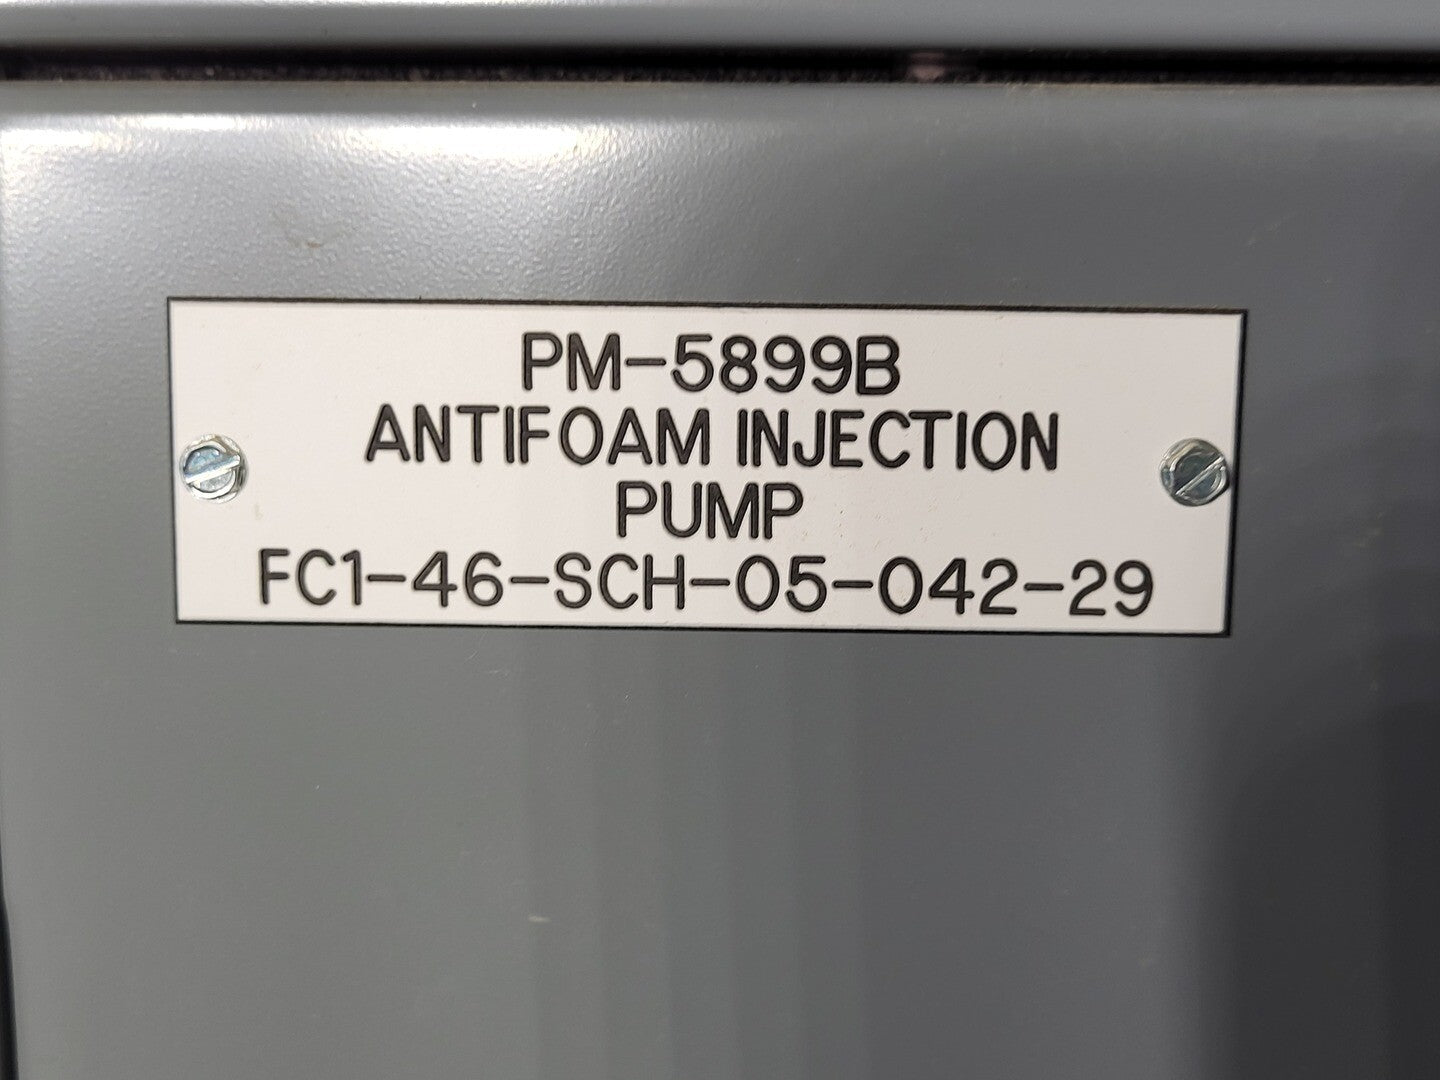 PM-5899B
ANTIFOAM INJECTION
PUMP
FC1-46-SCH-05-042-29